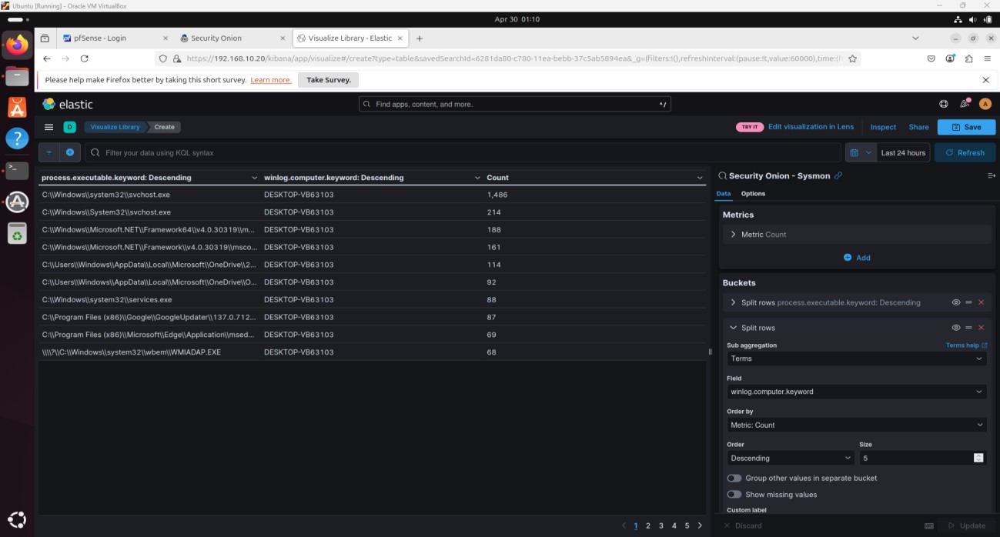 Ubuntu [Running] - Oracle VM VirtualBox
Apr 30 01:10
pfSense - Login
Security Onion
Visualize Library - Elastic
https://192.168.10.20/kibana/app/visualize#/create?type=table&savedSearchId=6281da80-c780-11ea-bebb-37c5ab5894ea&_g=(filters:!(),refreshInterval:(pause:!t,value:60000),time:(
Please help make Firefox better by taking this short survey. Learn more. Take Survey.
elastic
Find apps, content, and more. ^/
A
D Visualize Library Create
TRY IT Edit visualization in Lens Inspect Share Save
Filter your data using KQL syntax
Last 24 hours Refresh
process.executable.keyword: Descending winlog.computer.keyword: Descending Count
C:\\Windows\\system32\\svchost.exe DESKTOP-VB63103 1,486
C:\\Windows\\System32\\svchost.exe DESKTOP-VB63103 214
C:\\Windows\\Microsoft.NET\\Framework64\\v4.0.30319\\m... DESKTOP-VB63103 188
C:\\Windows\\Microsoft.NET\\Framework\\v4.0.30319\\msco... DESKTOP-VB63103 161
C:\\Users\\Windows\\AppData\\Local\\Microsoft\\OneDrive\\2... DESKTOP-VB63103 114
C:\\Users\\Windows\\AppData\\Local\\Microsoft\\OneDrive\\O... DESKTOP-VB63103 92
C:\\Windows\\system32\\services.exe DESKTOP-VB63103 88
C:\\Program Files (x86)\\Google\\GoogleUpdater\\137.0.712... DESKTOP-VB63103 87
C:\\Program Files (x86)\\Microsoft\\Edge\\Application\\msed... DESKTOP-VB63103 69
\\\\?\\C:\\Windows\\system32\\wbem\\WMIADAP.EXE DESKTOP-VB63103 68
1 2 3 4 5
Security Onion - Sysmon
Data Options
Metrics
Metric Count
Add
Buckets
Split rows process.executable.keyword: Descending
Split rows
Sub aggregation Terms help
Terms
Field
winlog.computer.keyword
Order by
Metric: Count
Order Size
Descending 5
Group other values in separate bucket
Show missing values
Custom label
Discard Update